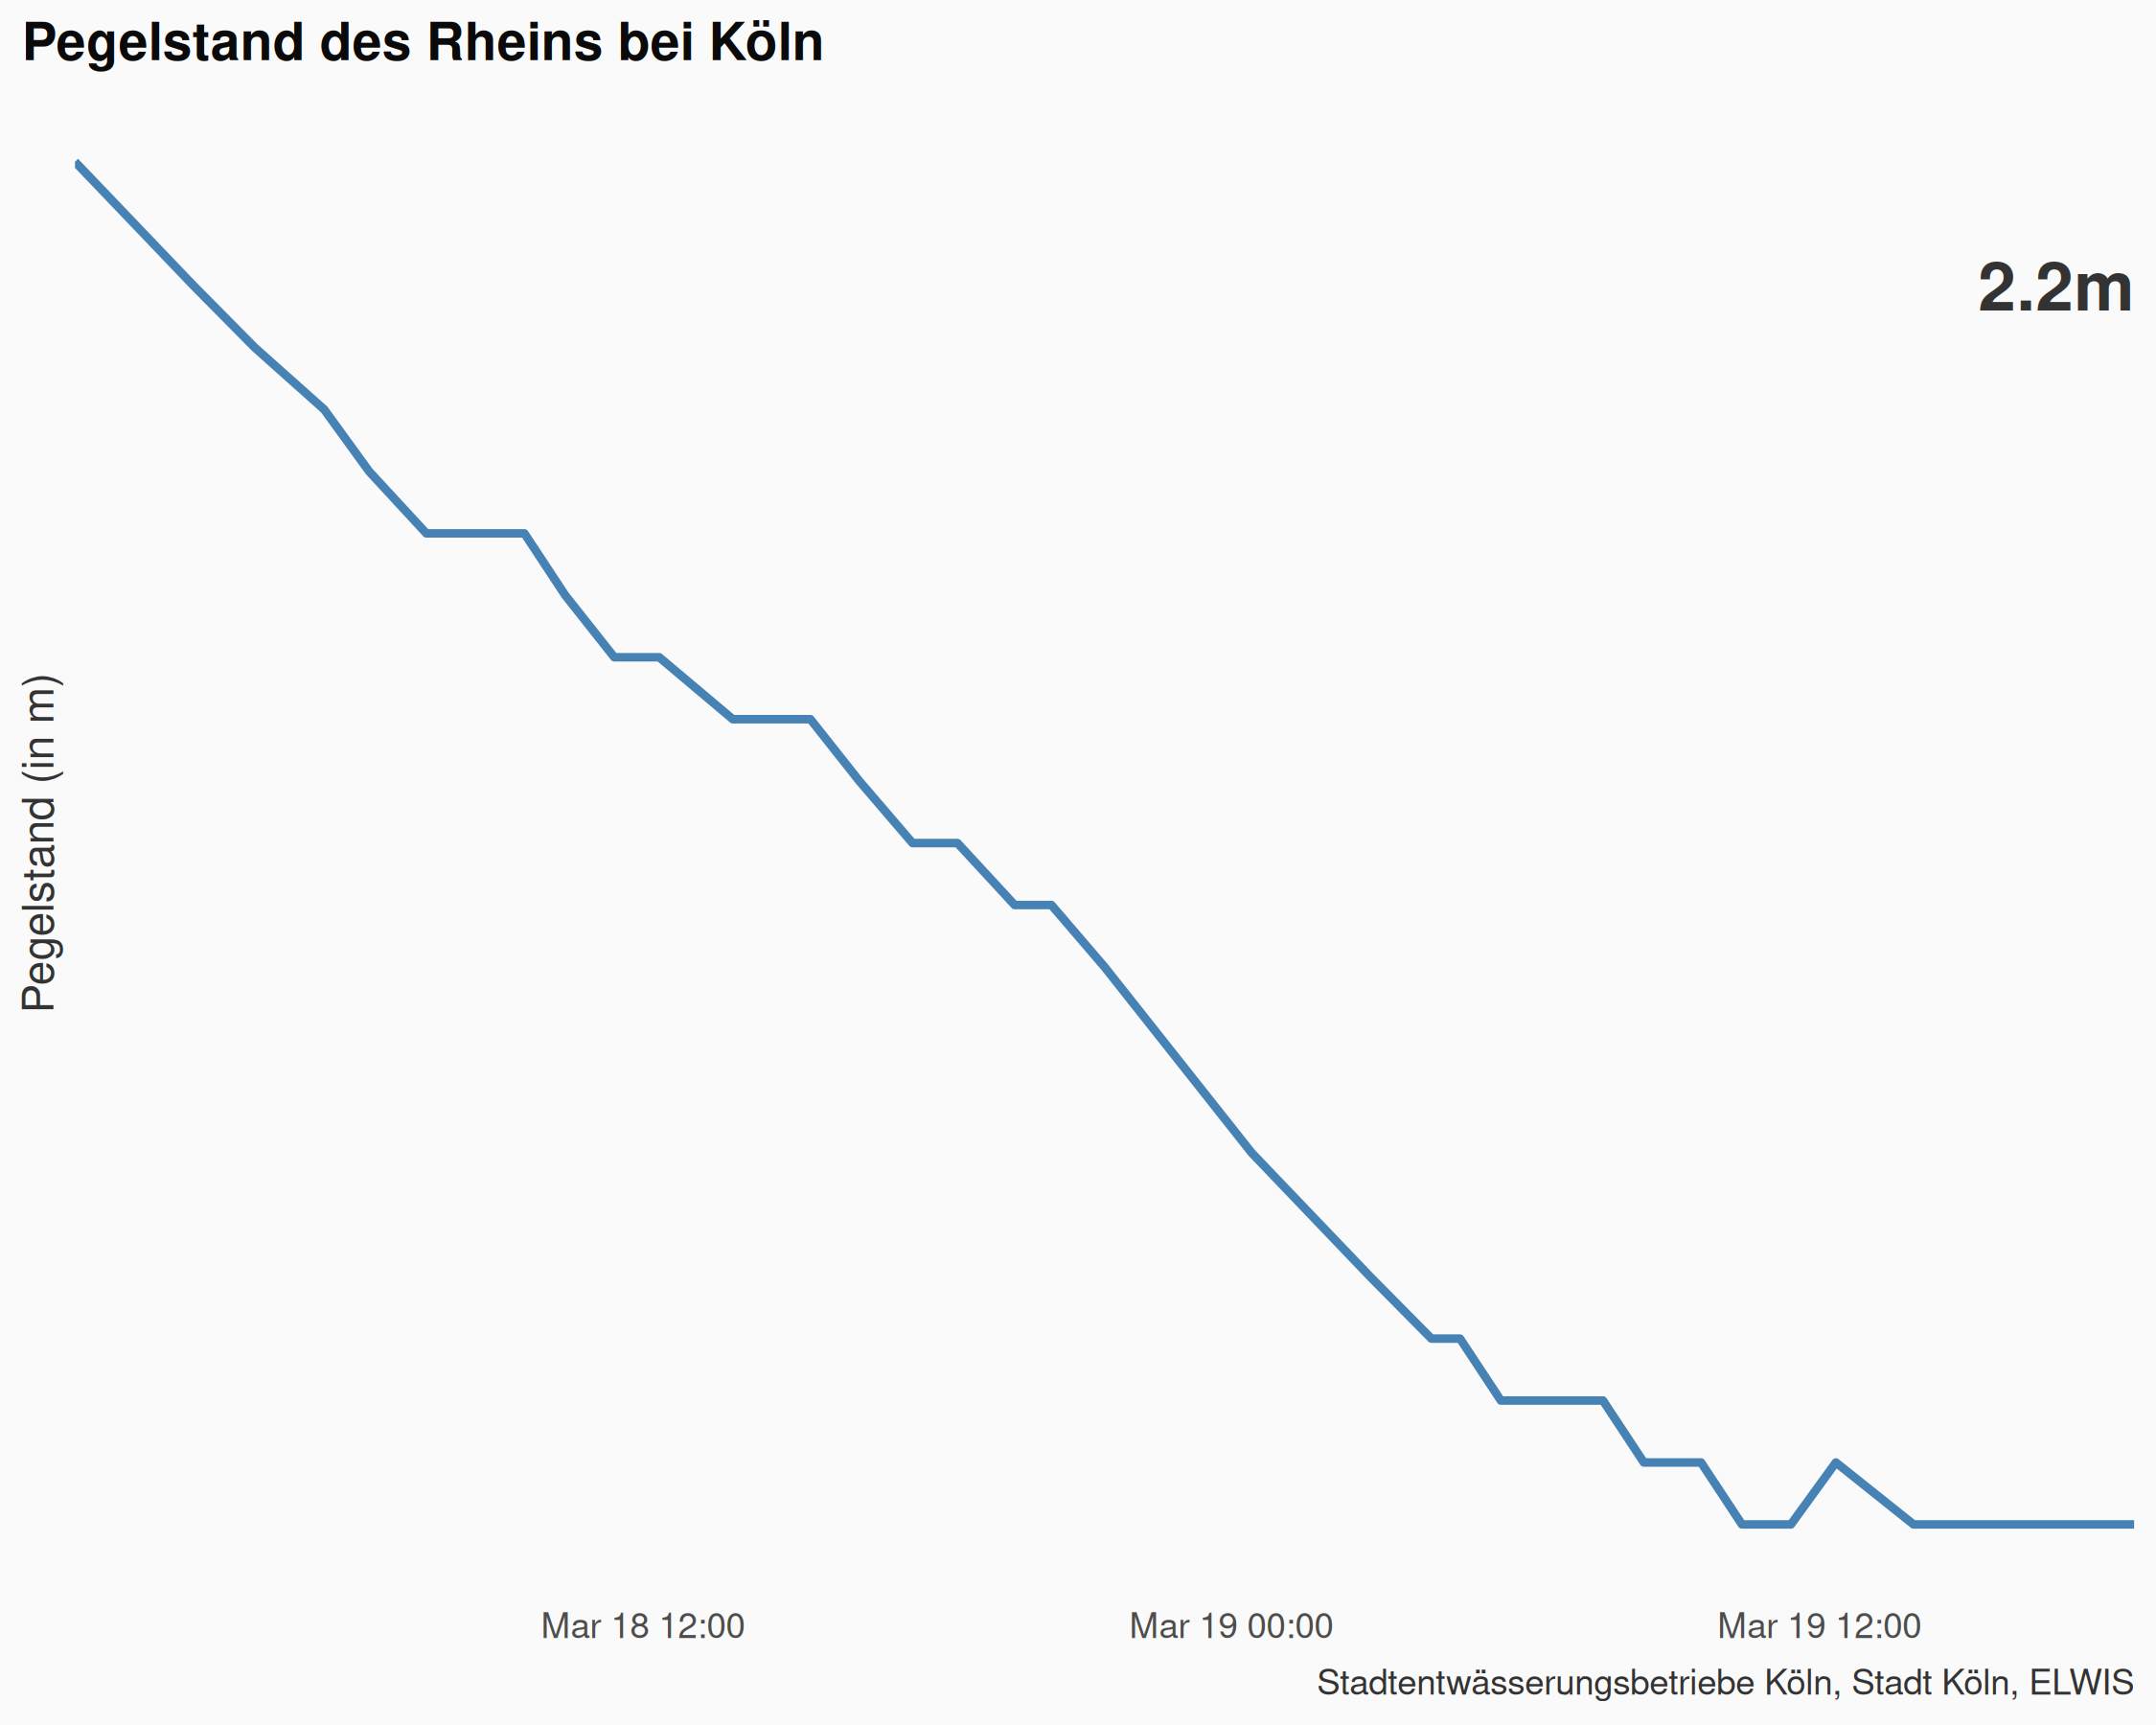 Pegelstand des Rheins bei Köln
2.2m
Pegelstand (in m)
Mar 18 12:00
Mar 19 00:00
Mar 19 12:00
Stadtentwässerungsbetriebe Köln, Stadt Köln, ELWIS